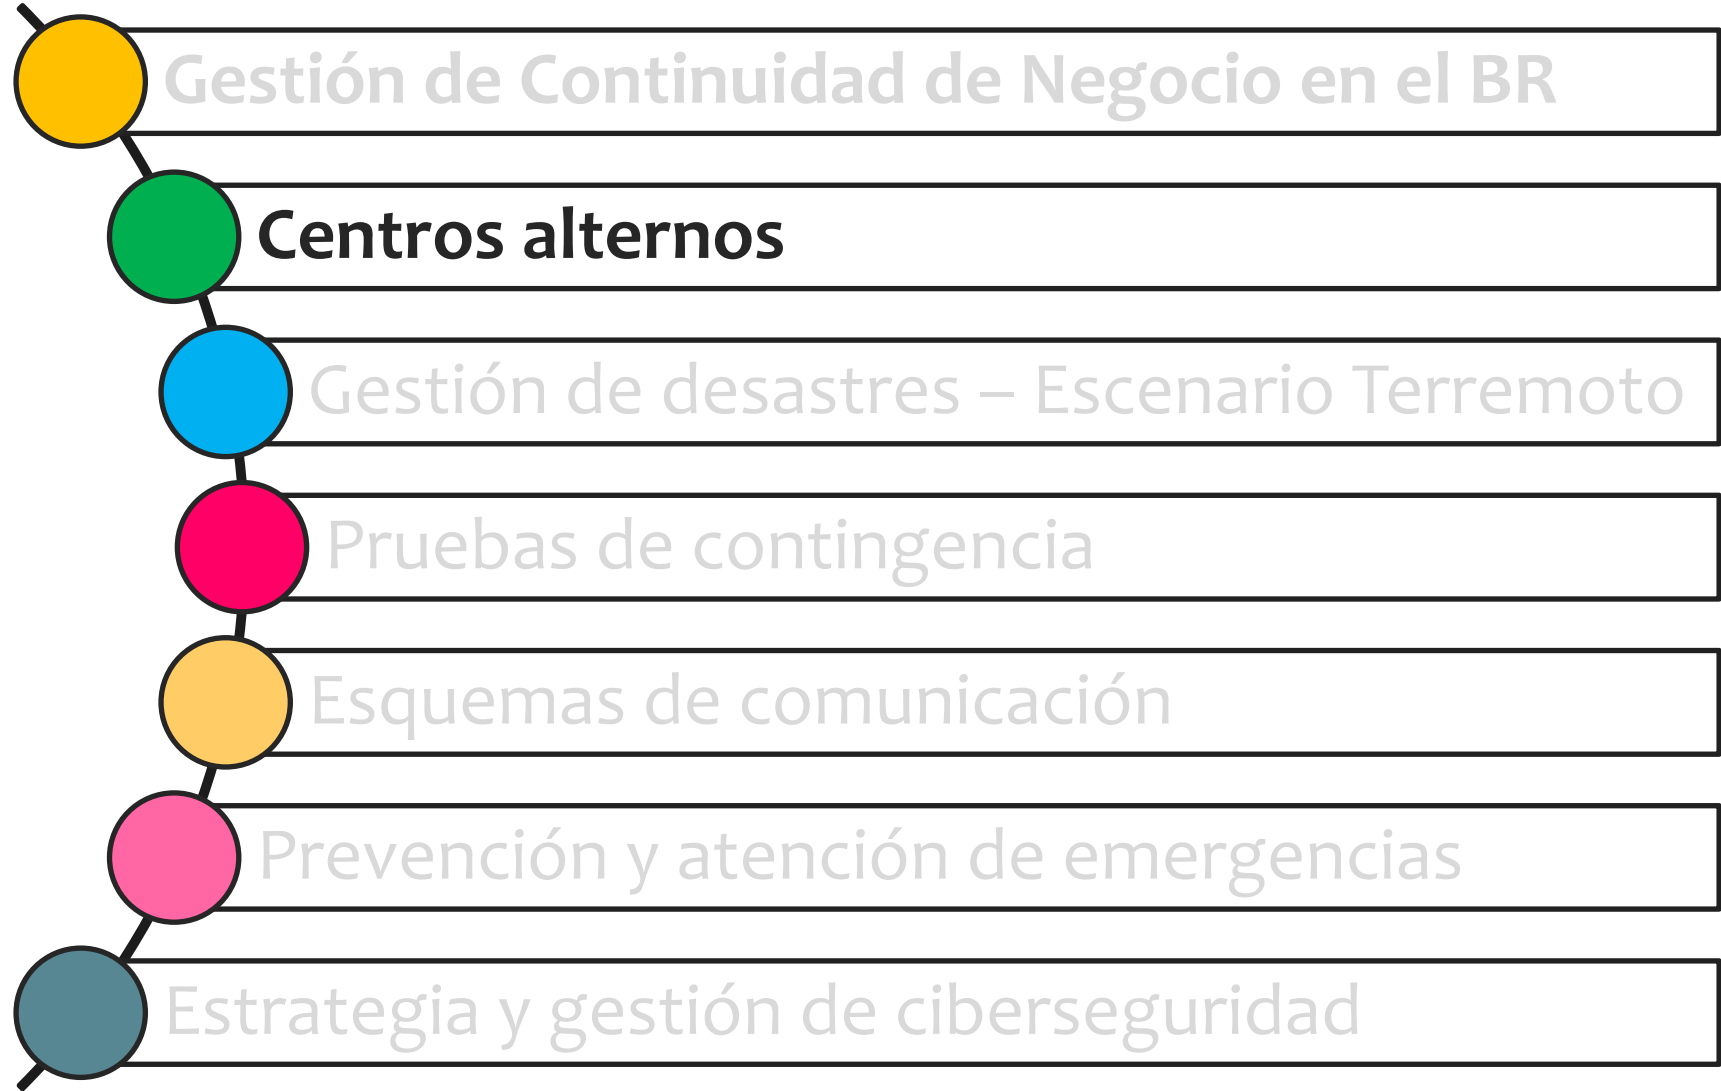 Gestión de Continuidad de Negocio en el BR
Centros alternos
Gestión de desastres – Escenario Terremoto
Pruebas de contingencia
Esquemas de comunicación
Prevención y atención de emergencias
Estrategia y gestión de ciberseguridad